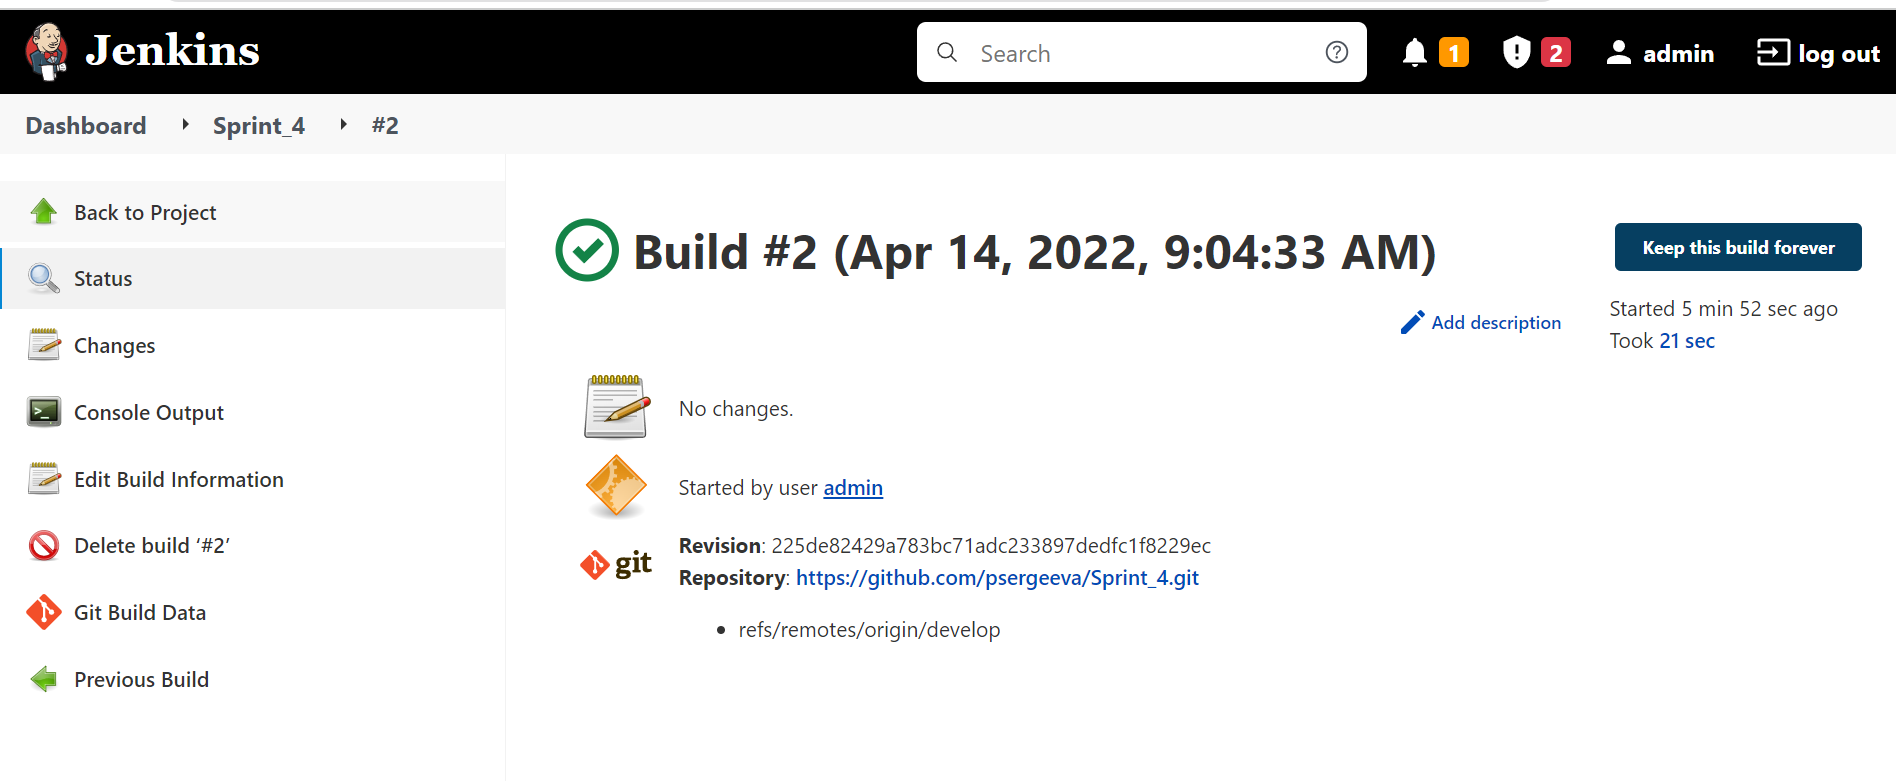 Jenkins
Search
1
2
admin
log out
Dashboard
Sprint_4
#2
Back to Project
Status
Changes
Console Output
Edit Build Information
Delete build ‘#2’
Git Build Data
Previous Build
Build #2 (Apr 14, 2022, 9:04:33 AM)
Keep this build forever
Add description
Started 5 min 52 sec ago
Took 21 sec
No changes.
Started by user admin
git
Revision: 225de82429a783bc71adc233897dedfc1f8229ec
Repository: https://github.com/psergeeva/Sprint_4.git
• refs/remotes/origin/develop